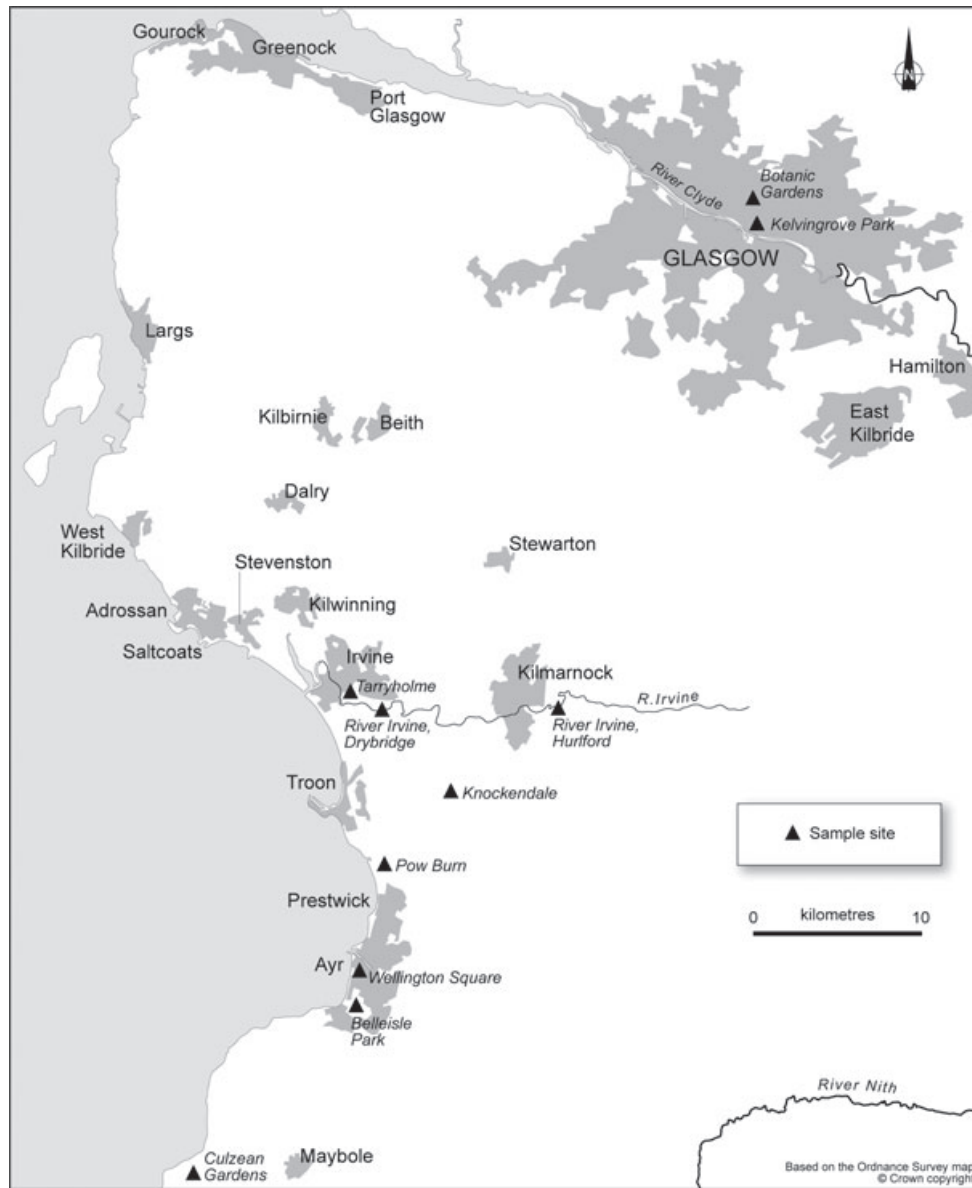 Gourock
Greenock
Port
Glasgow
N
River Clyde
Botanic
Gardens
Kelvingrove Park
GLASGOW
Largs
Hamilton
Kilbirnie
Beith
East
Kilbride
Dalry
West
Kilbride
Stewarton
Stevenston
Adrossan
Kilwinning
Saltcoats
Irvine
Kilmarnock
Tarryholme
R.Irvine
River Irvine,
Drybridge
River Irvine,
Hurlford
Troon
Knockendale
Sample site
Pow Burn
Prestwick
0 kilometres 10
Ayr
Wellington Square
Belleisle
Park
River Nith
Culzean
Gardens
Maybole
Based on the Ordnance Survey map
© Crown copyright